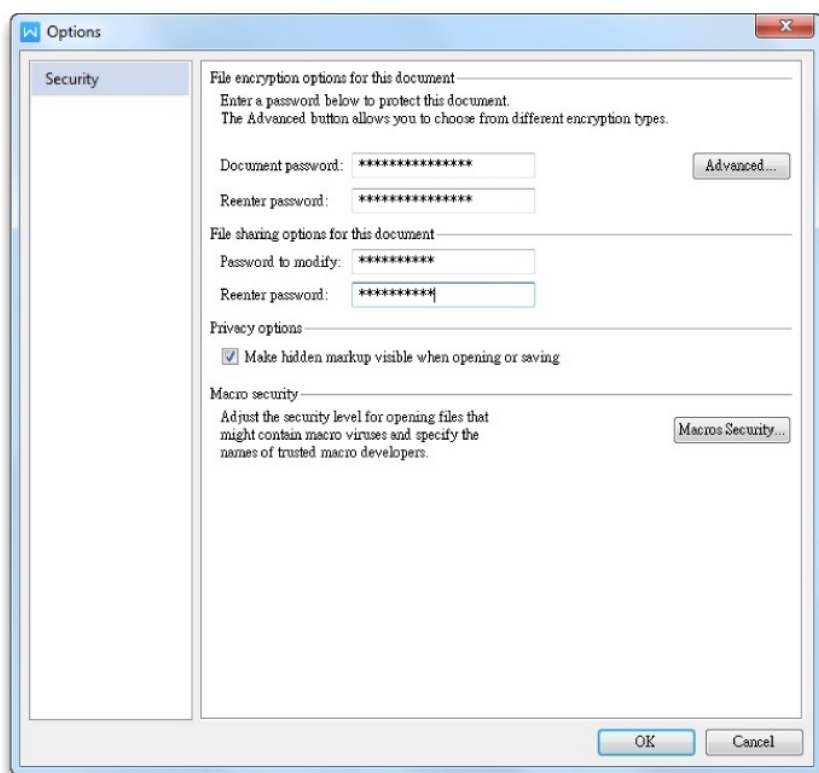 Options
Security
File encryption options for this document
Enter a password below to protect this document.
The Advanced button allows you to choose from different encryption types.
Document password: ***************
Advanced...
Reenter password: ***************
File sharing options for this document
Password to modify: **********
Reenter password: **********
Privacy options
Make hidden markup visible when opening or saving
Macro security
Adjust the security level for opening files that
might contain macro viruses and specify the
names of trusted macro developers.
Macros Security...
OK
Cancel